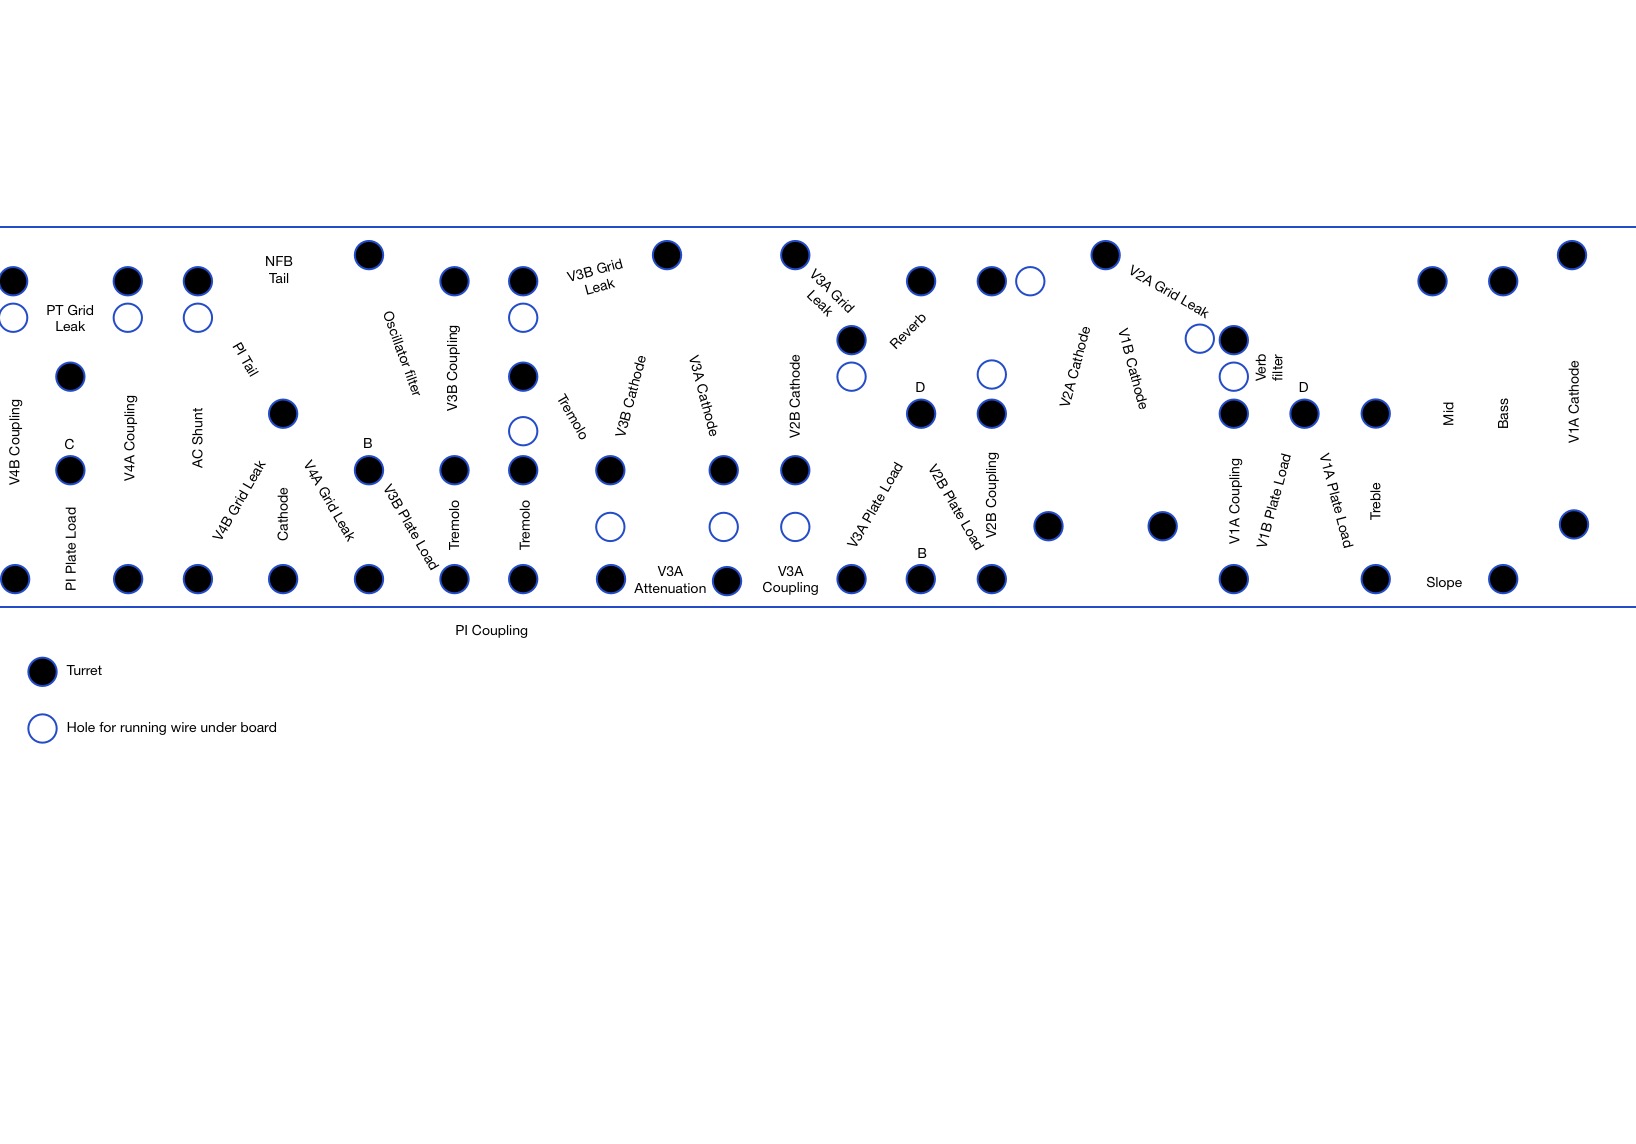 NFB
Tail
V3B Grid
Leak
V3A Grid
Leak
V2A Grid Leak
PT Grid
Leak
PI Tail
Oscillator filter
V3B Coupling
Reverb
Verb
filter
V4B Coupling
C
V4A Coupling
AC Shunt
B
Tremolo
V3B Cathode
V3A Cathode
V2B Cathode
D
V2A Cathode
V1B Cathode
D
Mid
Bass
V1A Cathode
PI Plate Load
V4B Grid Leak
Cathode
V4A Grid Leak
V3B Plate Load
Tremolo
Tremolo
V3A
Attenuation
V3A
Coupling
V3A Plate Load
V2B Plate Load
B
V2B Coupling
V1A Coupling
V1B Plate Load
V1A Plate Load
Treble
Slope
PI Coupling
Turret
Hole for running wire under board